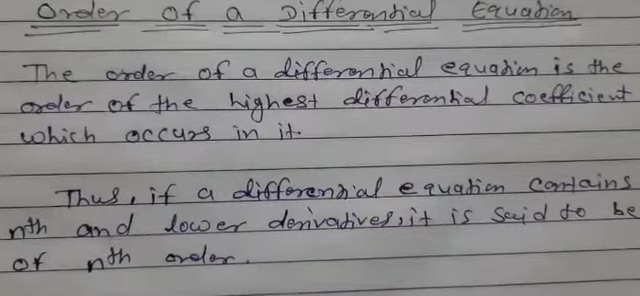 Order of a Differential Equation
The order of a differential equation is the
order of the highest differential coefficient
which occurs in it.
Thus, if a differential equation contains
nth and lower derivatives, it is said to be
of nth order.